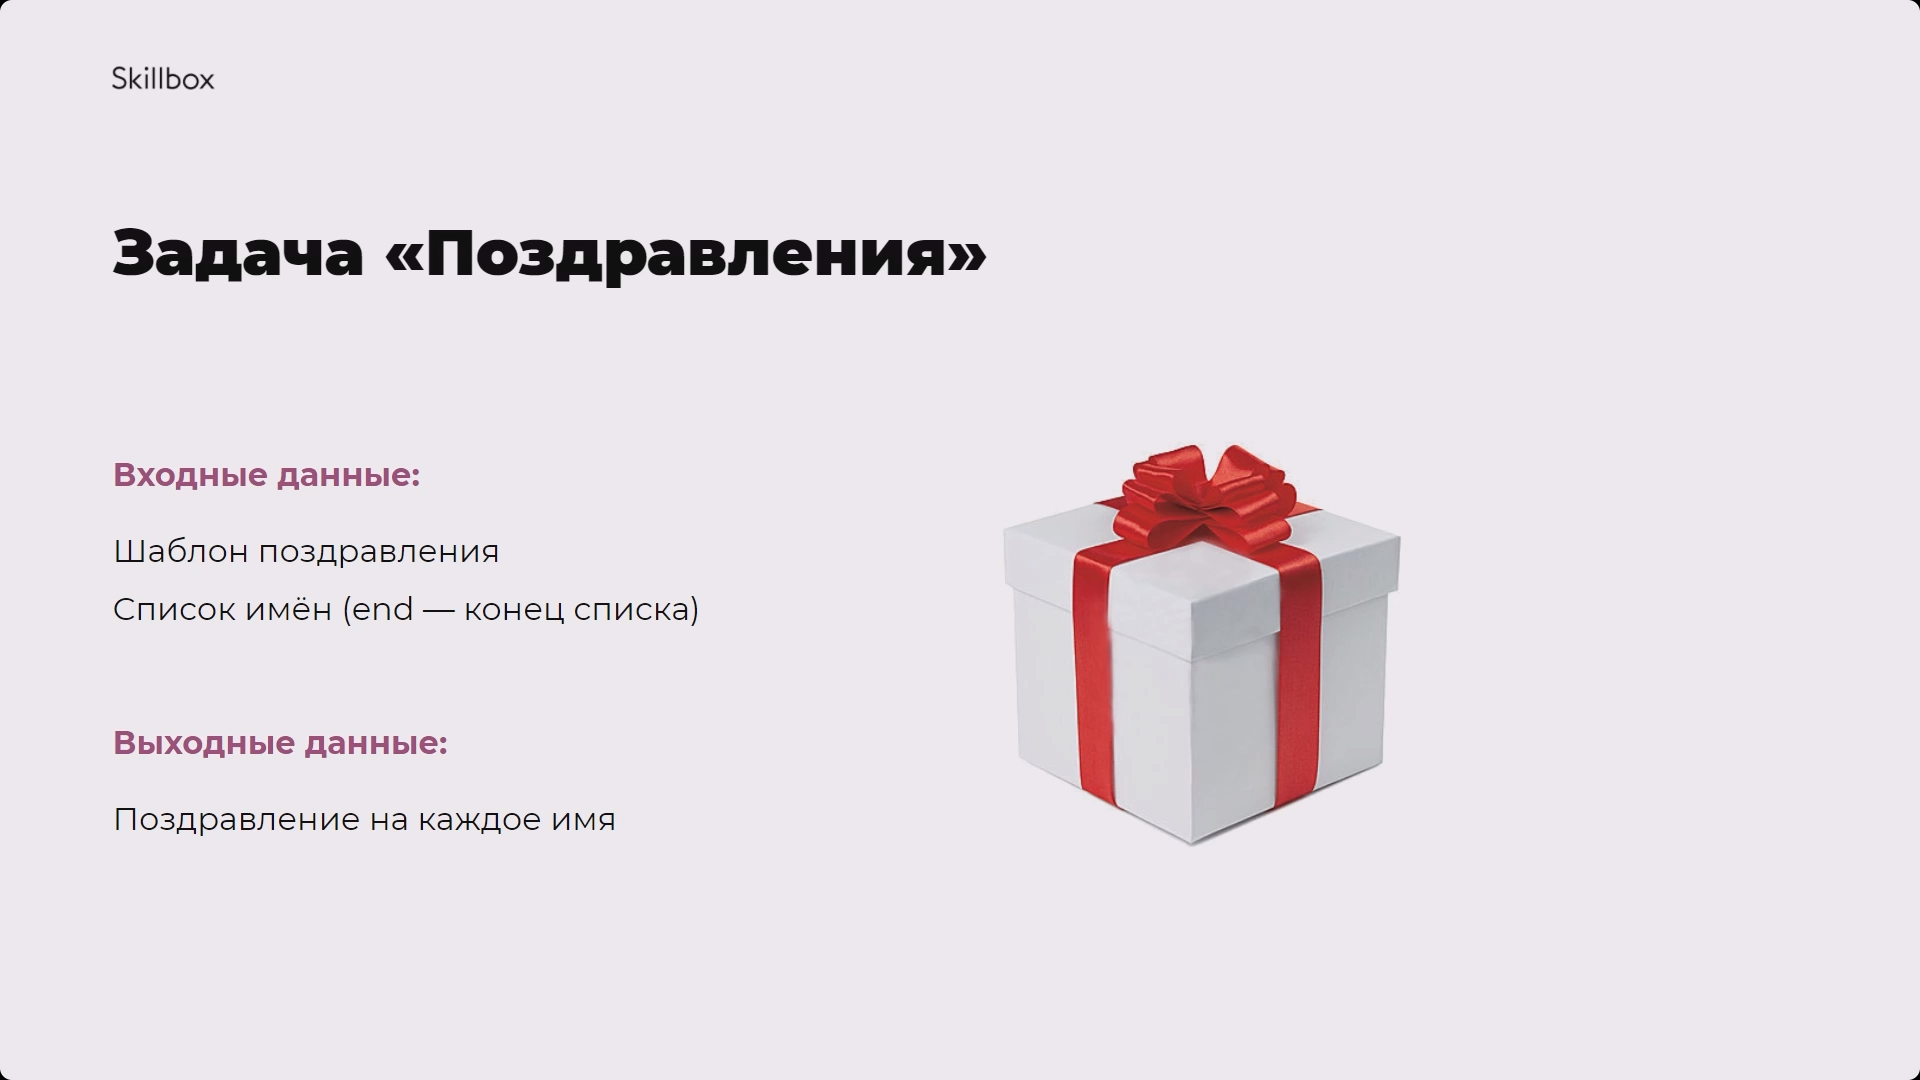 Skillbox
Задача «Поздравления»
Входные данные:
Шаблон поздравления
Список имён (end — конец списка)
Выходные данные:
Поздравление на каждое имя